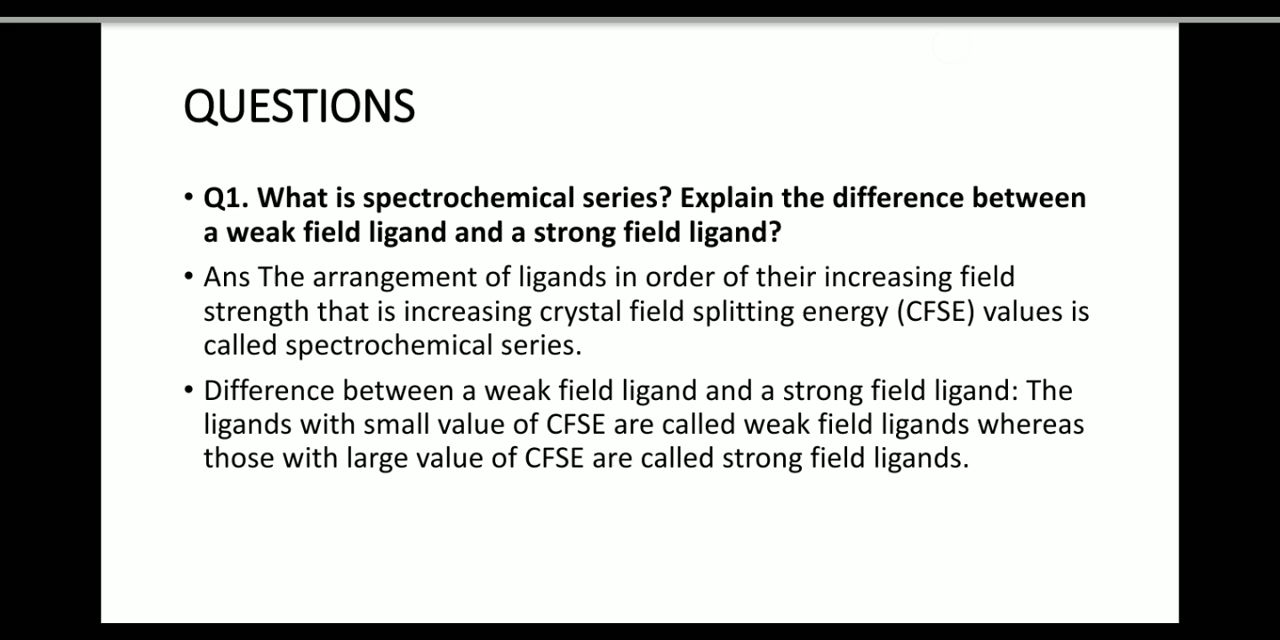 QUESTIONS
• Q1. What is spectrochemical series? Explain the difference between
a weak field ligand and a strong field ligand?
• Ans The arrangement of ligands in order of their increasing field
strength that is increasing crystal field splitting energy (CFSE) values is
called spectrochemical series.
• Difference between a weak field ligand and a strong field ligand: The
ligands with small value of CFSE are called weak field ligands whereas
those with large value of CFSE are called strong field ligands.